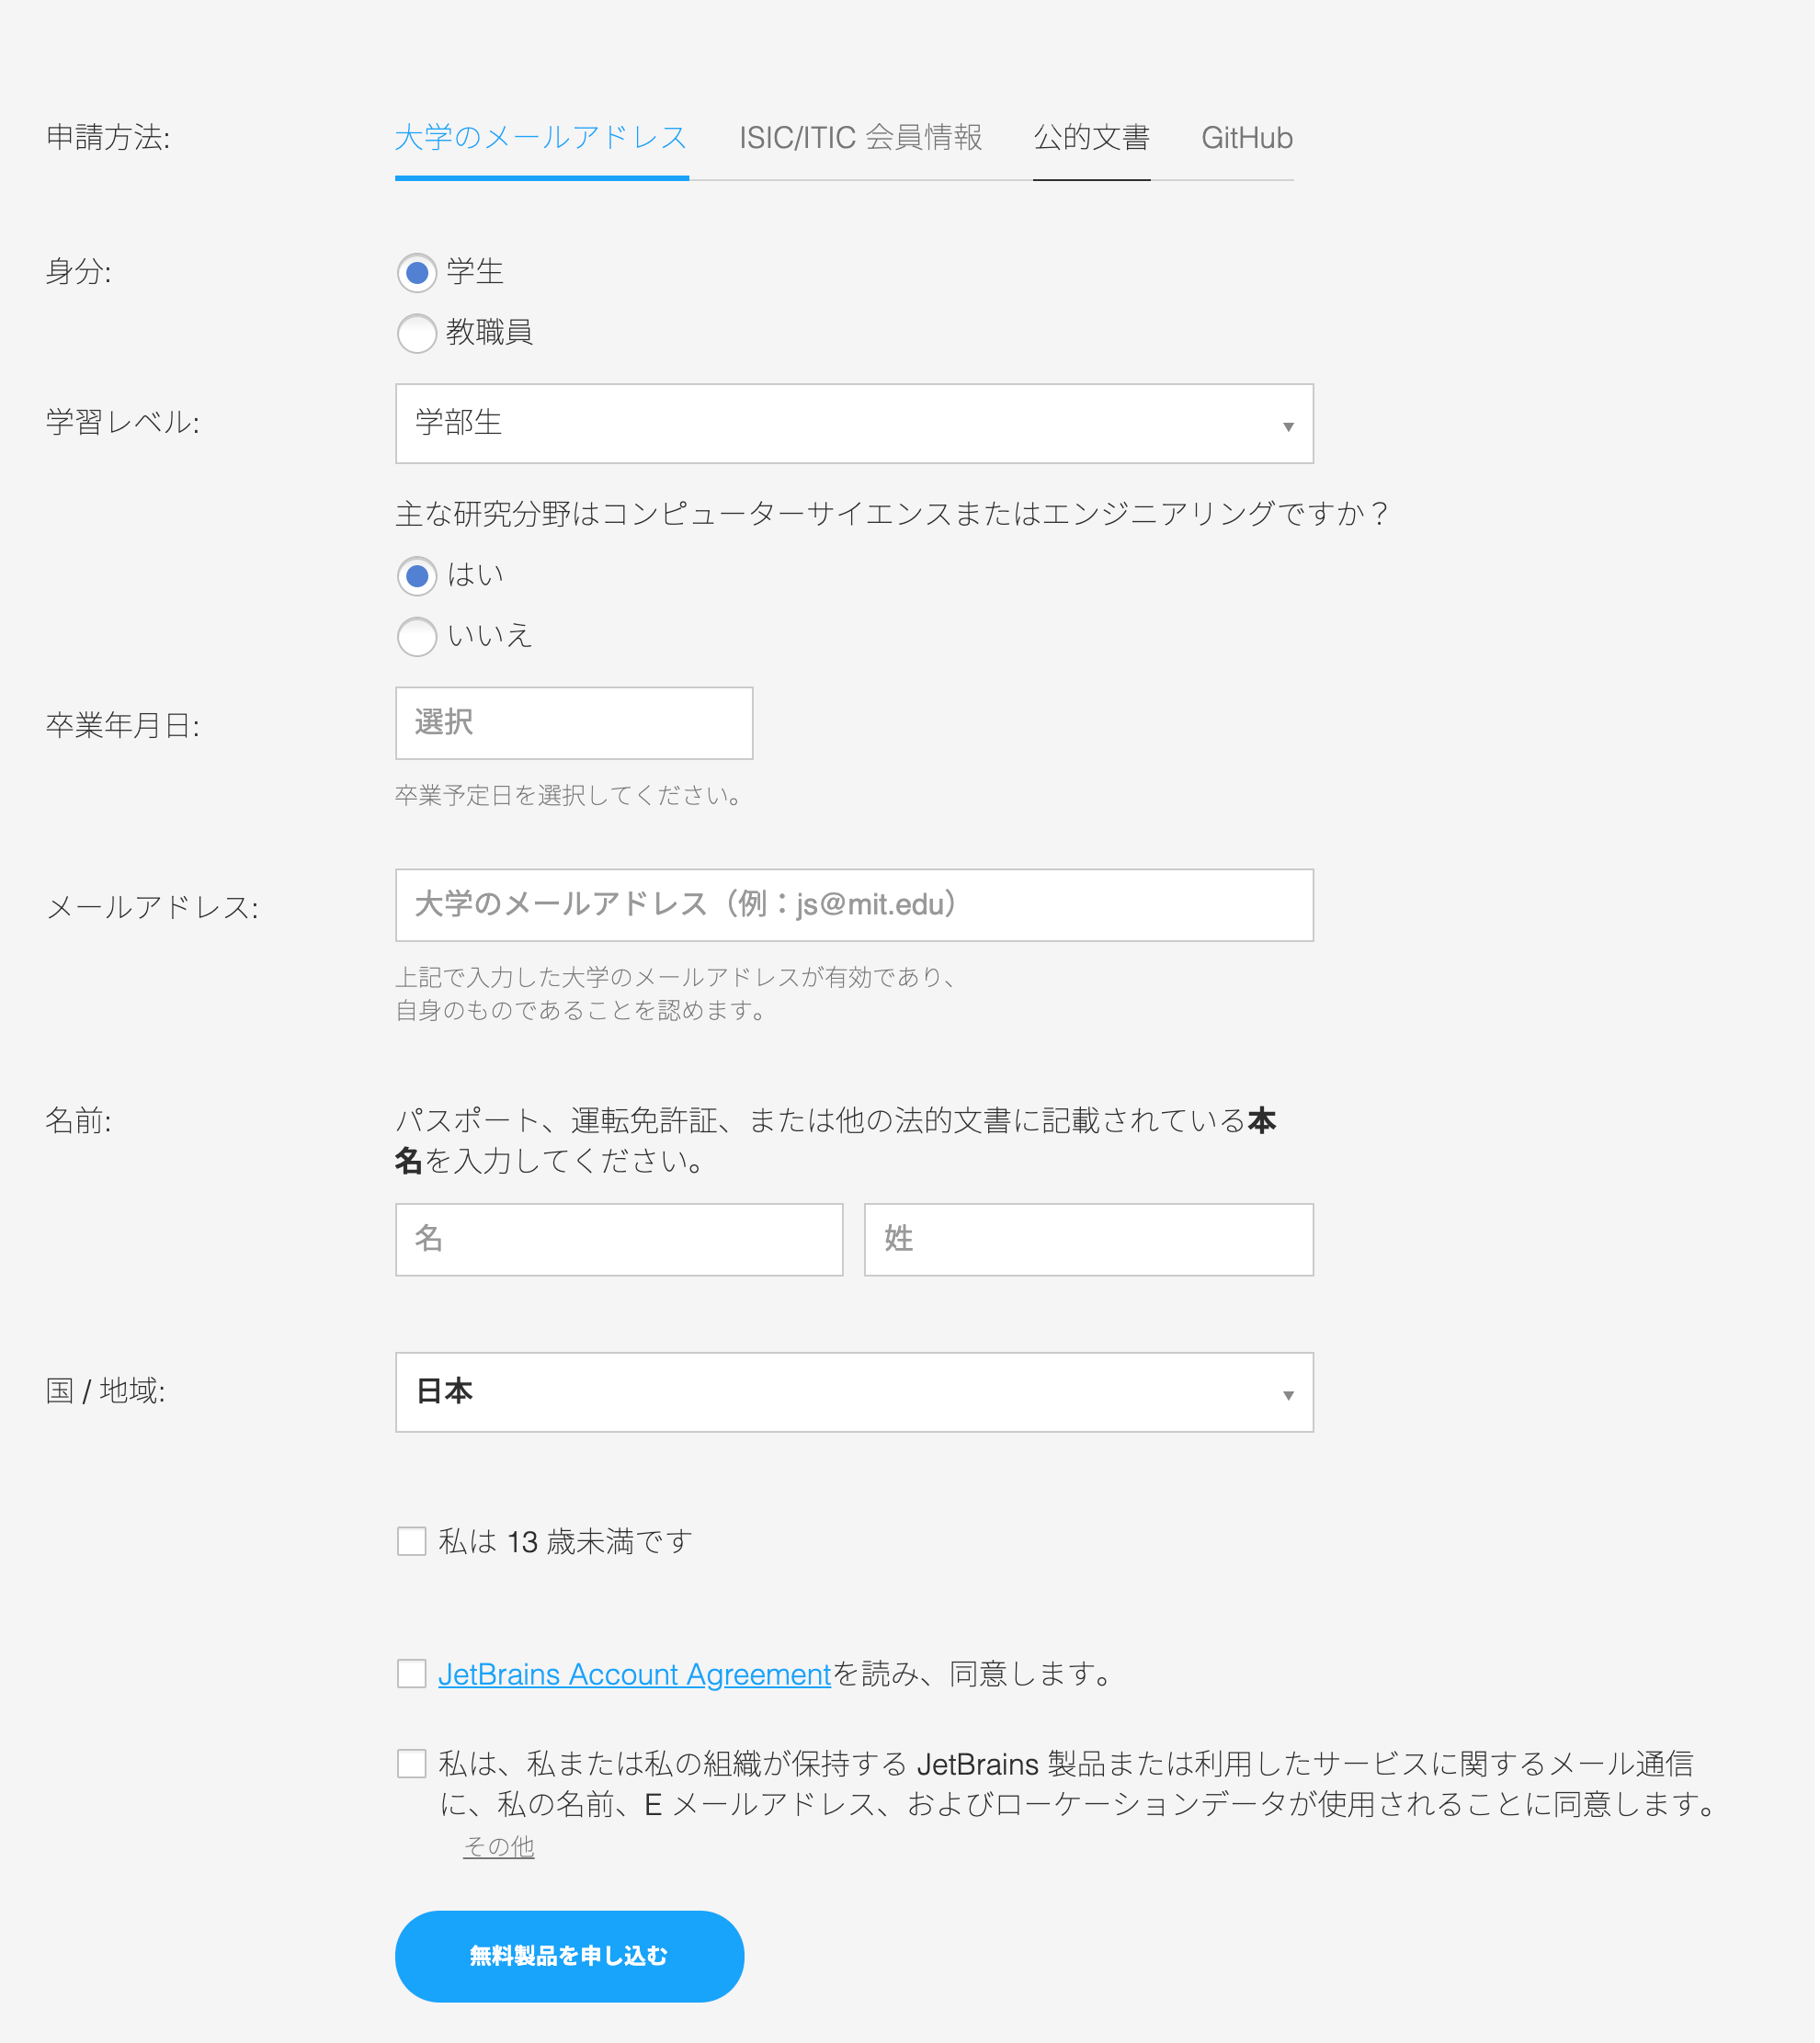 申請方法:
大学のメールアドレス ISIC/ITIC 会員情報 公的文書 GitHub
身分:
学生
教職員
学習レベル:
学部生
主な研究分野はコンピューターサイエンスまたはエンジニアリングですか？
はい
いいえ
卒業年月日:
選択
卒業予定日を選択してください。
メールアドレス:
大学のメールアドレス（例：js@mit.edu）
上記で入力した大学のメールアドレスが有効であり、
自身のものであることを認めます。
名前:
パスポート、運転免許証、または他の法的文書に記載されている本
名を入力してください。
名 姓
国 / 地域:
日本
私は 13 歳未満です
JetBrains Account Agreementを読み、同意します。
私は、私または私の組織が保持する JetBrains 製品または利用したサービスに関するメール通信
に、私の名前、E メールアドレス、およびローケーションデータが使用されることに同意します。
その他
無料製品を申し込む